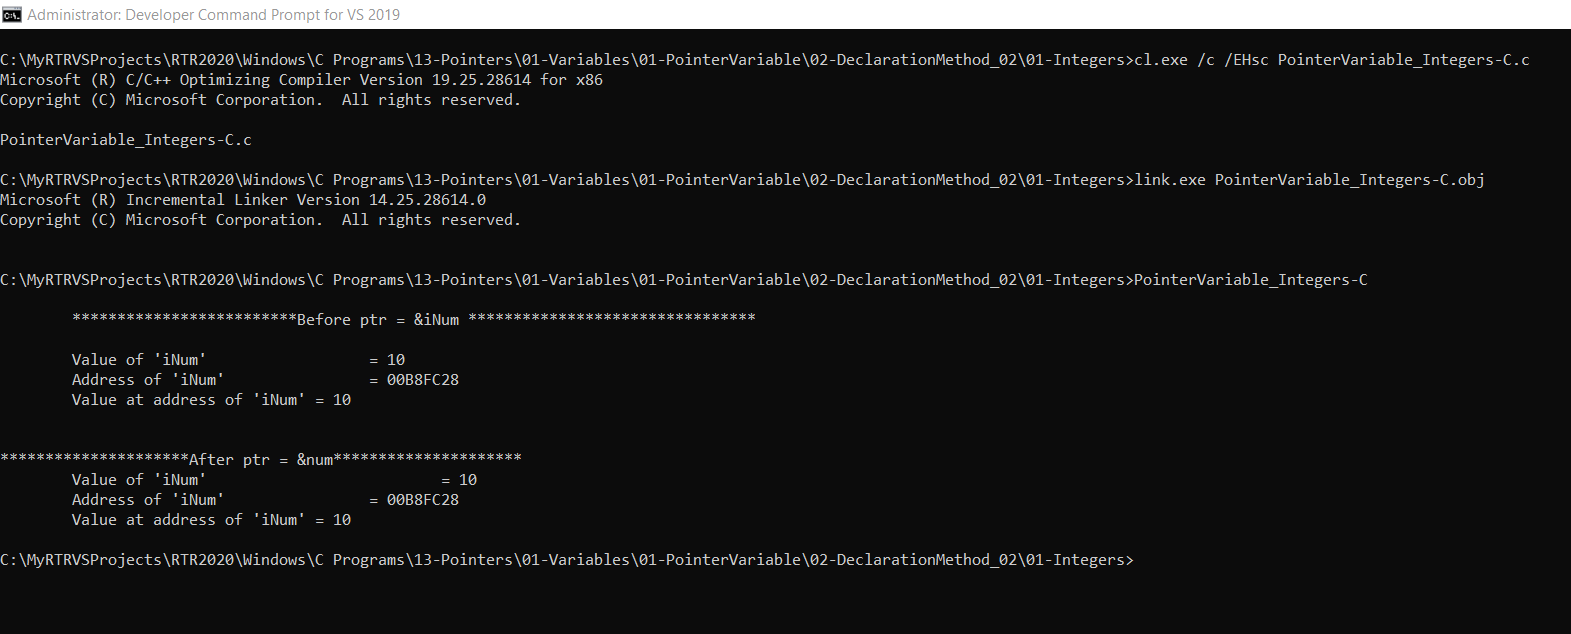 Administrator: Developer Command Prompt for VS 2019
C:\MyRTRVSProjects\RTR2020\Windows\C Programs\13-Pointers\01-Variables\01-PointerVariable\02-DeclarationMethod_02\01-Integers>cl.exe /c /EHsc PointerVariable_Integers-C.c
Microsoft (R) C/C++ Optimizing Compiler Version 19.25.28614 for x86
Copyright (C) Microsoft Corporation.  All rights reserved.
PointerVariable_Integers-C.c
C:\MyRTRVSProjects\RTR2020\Windows\C Programs\13-Pointers\01-Variables\01-PointerVariable\02-DeclarationMethod_02\01-Integers>link.exe PointerVariable_Integers-C.obj
Microsoft (R) Incremental Linker Version 14.25.28614.0
Copyright (C) Microsoft Corporation.  All rights reserved.
C:\MyRTRVSProjects\RTR2020\Windows\C Programs\13-Pointers\01-Variables\01-PointerVariable\02-DeclarationMethod_02\01-Integers>PointerVariable_Integers-C
*************************Before ptr = &iNum ********************************
Value of 'iNum'                  = 10
Address of 'iNum'                = 00B8FC28
Value at address of 'iNum' = 10
*********************After ptr = &num*********************
Value of 'iNum'                          = 10
Address of 'iNum'                = 00B8FC28
Value at address of 'iNum' = 10
C:\MyRTRVSProjects\RTR2020\Windows\C Programs\13-Pointers\01-Variables\01-PointerVariable\02-DeclarationMethod_02\01-Integers>